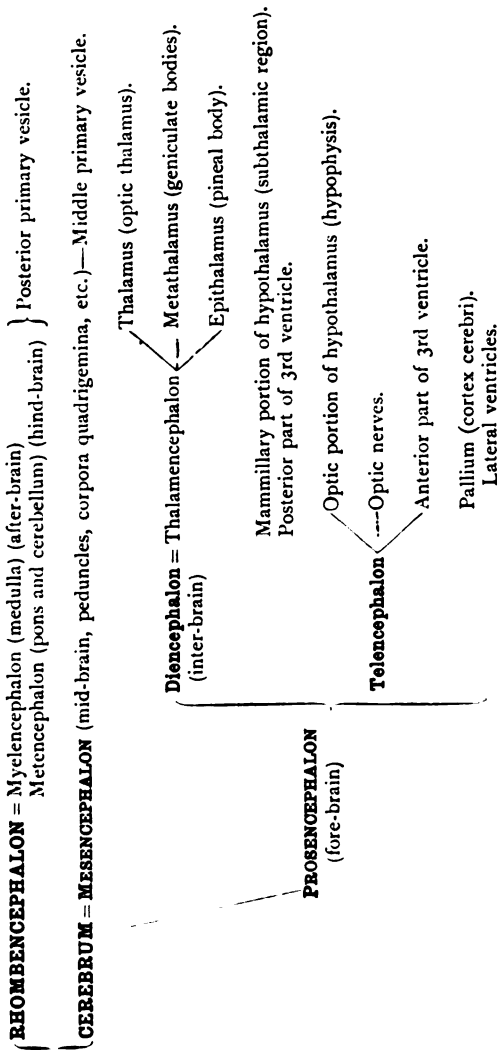 RHOMBENCEPHALON = Myelencephalon (medulla) (after-brain)
Metencephalon (pons and cerebellum) (hind-brain) } Posterior primary vesicle.
CEREBRUM = MESENCEPHALON (mid-brain, peduncles, corpora quadrigemina, etc.)—Middle primary vesicle.
Thalamus (optic thalamus).
Diencephalon = Thalamencephalon — Metathalamus (geniculate bodies).
(inter-brain)
Epithalamus (pineal body).
Mammillary portion of hypothalamus (subthalamic region).
Posterior part of 3rd ventricle.
PROSENCEPHALON
(fore-brain)
Optic portion of hypothalamus (hypophysis).
Telencephalon ----Optic nerves.
Anterior part of 3rd ventricle.
Pallium (cortex cerebri).
Lateral ventricles.